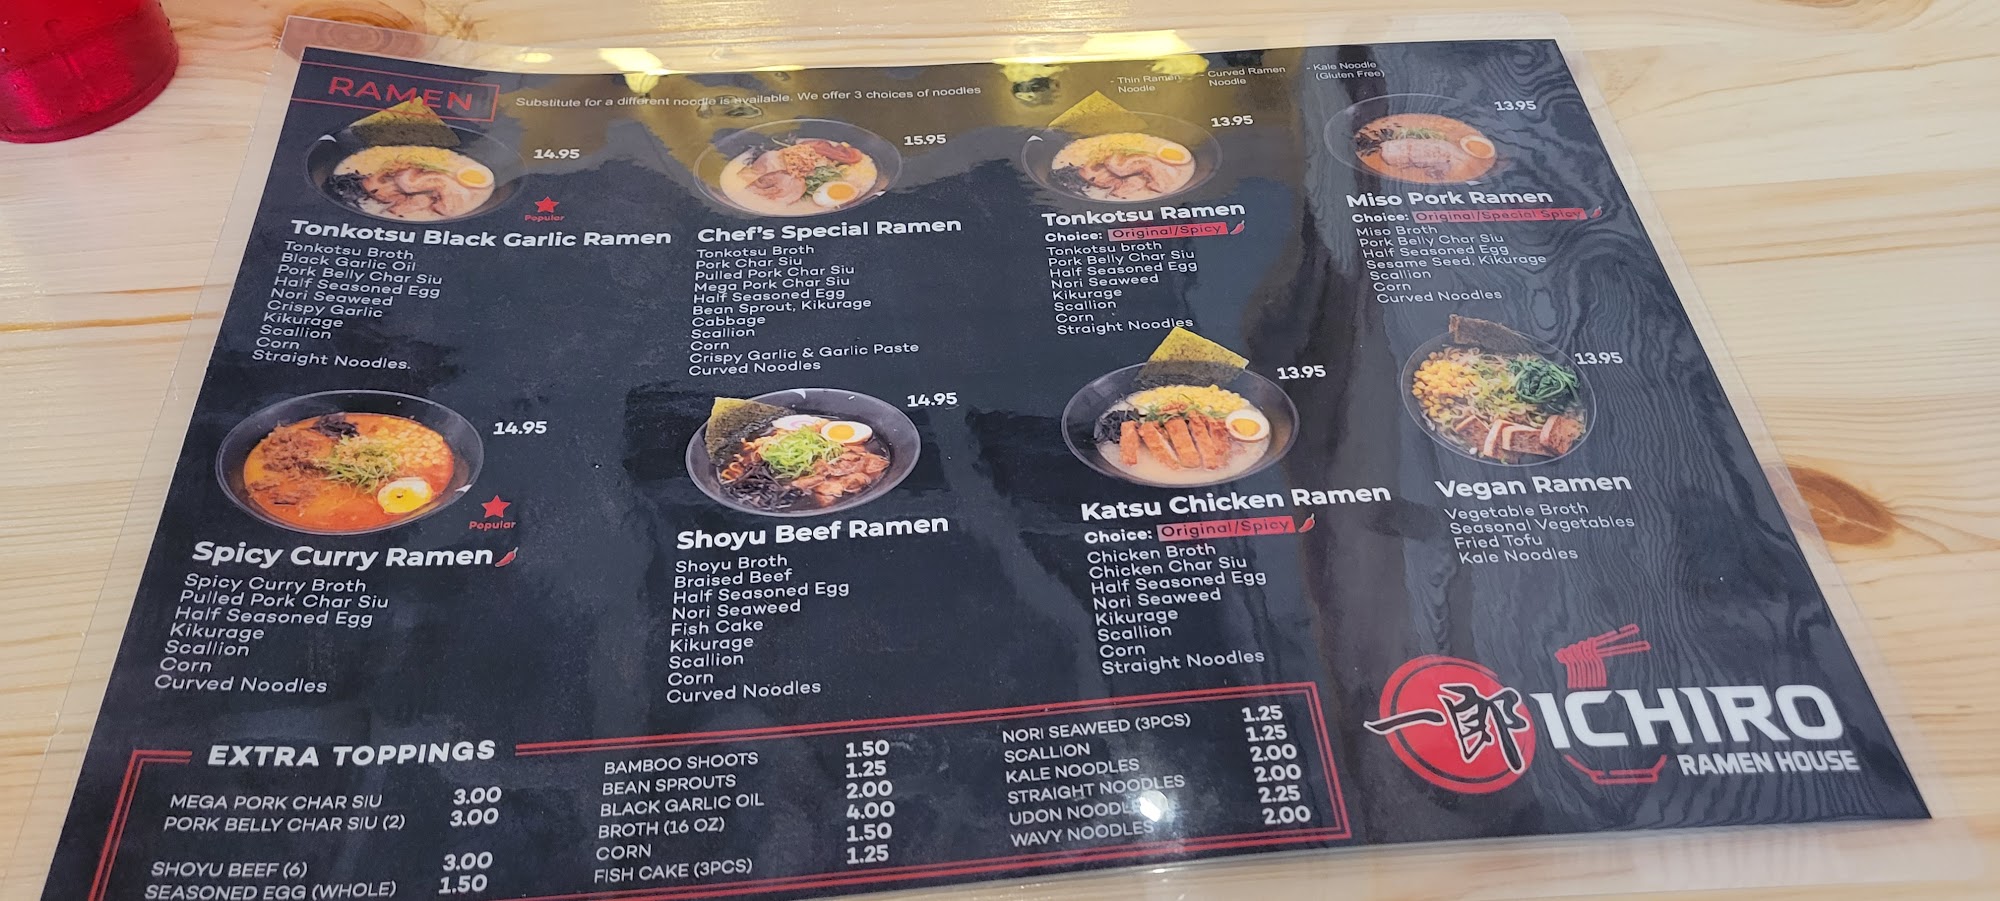 RAMEN
Substitute for a different noodle is available. We offer 3 choices of noodles
- Thin Ramen
Noodle
- Curved Ramen
Noodle
- Kale Noodle
(Gluten Free)
14.95
Popular
Tonkotsu Black Garlic Ramen
Tonkotsu Broth
Black Garlic Oil
Pork Belly Char Siu
Half Seasoned Egg
Nori Seaweed
Crispy Garlic
Kikurage
Scallion
Corn
Straight Noodles.
15.95
Chef's Special Ramen
Tonkotsu Broth
Pork Char Siu
Pulled Pork Char Siu
Mega Pork Char Siu
Half Seasoned Egg
Bean Sprout, Kikurage
Cabbage
Scallion
Corn
Crispy Garlic & Garlic Paste
Curved Noodles
13.95
Tonkotsu Ramen
Choice: Original/Spicy
Tonkotsu broth
Pork Belly Char Siu
Half Seasoned Egg
Nori Seaweed
Kikurage
Scallion
Corn
Straight Noodles
13.95
Miso Pork Ramen
Choice: Original/Special Spicy
Miso Broth
Pork Belly Char Siu
Half Seasoned Egg
Sesame Seed, Kikurage
Scallion
Corn
Curved Noodles
14.95
Popular
Spicy Curry Ramen
Spicy Curry Broth
Pulled Pork Char Siu
Half Seasoned Egg
Kikurage
Scallion
Corn
Curved Noodles
14.95
Shoyu Beef Ramen
Shoyu Broth
Braised Beef
Half Seasoned Egg
Nori Seaweed
Fish Cake
Kikurage
Scallion
Corn
Curved Noodles
13.95
Katsu Chicken Ramen
Choice: Original/Spicy
Chicken Broth
Chicken Char Siu
Half Seasoned Egg
Nori Seaweed
Kikurage
Scallion
Corn
Straight Noodles
13.95
Vegan Ramen
Vegetable Broth
Seasonal Vegetables
Fried Tofu
Kale Noodles
EXTRA TOPPINGS
MEGA PORK CHAR SIU 3.00
PORK BELLY CHAR SIU (2) 3.00
SHOYU BEEF (6) 3.00
SEASONED EGG (WHOLE) 1.50
BAMBOO SHOOTS 1.50
BEAN SPROUTS 1.25
BLACK GARLIC OIL 2.00
BROTH (16 OZ) 4.00
CORN 1.50
FISH CAKE (3PCS) 1.25
NORI SEAWEED (3PCS) 1.25
SCALLION 1.25
KALE NOODLES 2.00
STRAIGHT NOODLES 2.00
UDON NOODLES 2.25
WAVY NOODLES 2.00
一郎
ICHIRO
RAMEN HOUSE